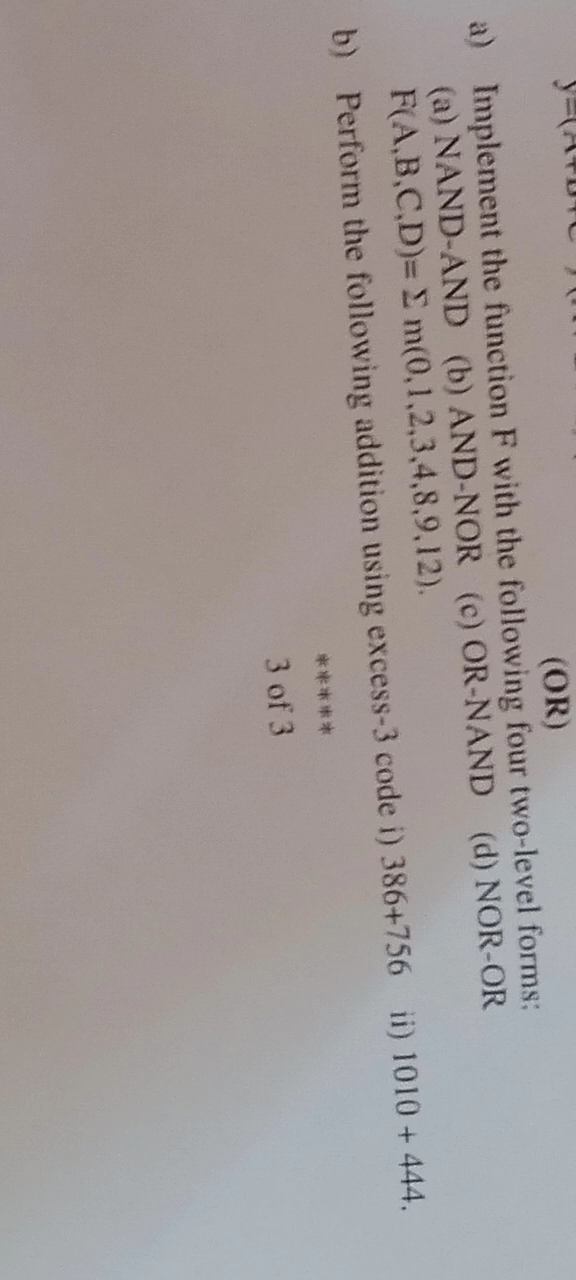 (OR)
a) Implement the function F with the following four two-level forms:
(a) NAND-AND (b) AND-NOR (c) OR-NAND (d) NOR-OR
F(A,B,C,D)= Σ m(0,1,2,3,4,8,9,12).
b) Perform the following addition using excess-3 code i) 386+756 ii) 1010 + 444.
*****
3 of 3